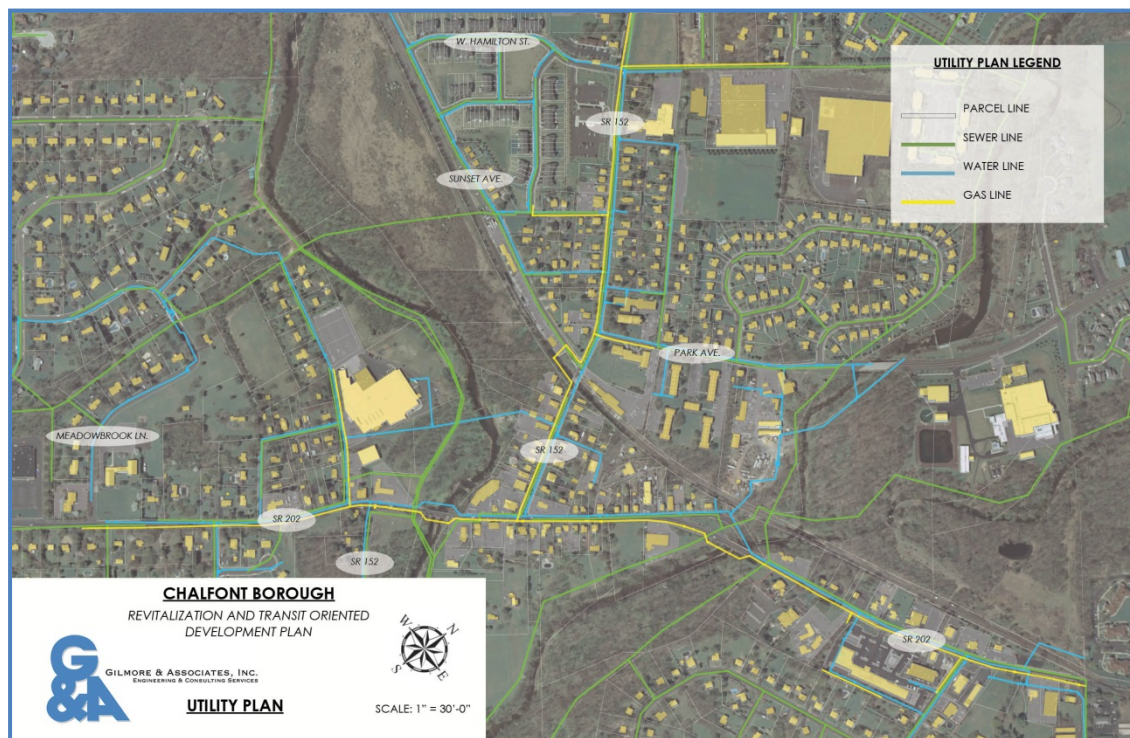 W. HAMILTON ST.
UTILITY PLAN LEGEND
PARCEL LINE
SEWER LINE
WATER LINE
GAS LINE
SR 152
SUNSET AVE.
PARK AVE.
MEADOWBROOK LN.
SR 152
SR 202
SR 152
SR 202
CHALFONT BOROUGH
REVITALIZATION AND TRANSIT ORIENTED
DEVELOPMENT PLAN
G&A
GILMORE & ASSOCIATES, INC.
ENGINEERING & CONSULTING SERVICES
UTILITY PLAN
W
N
S
E
SCALE: 1" = 30'-0"